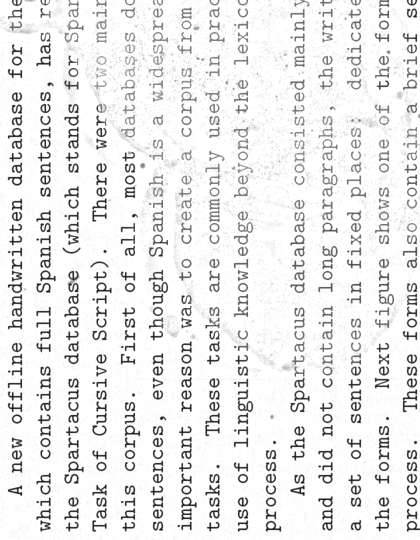 A new offline handwritten database for the
which contains full Spanish sentences, has re
the Spartacus database (which stands for Spar
Task of Cursive Script). There were two main
this corpus. First of all, most databases do
sentences, even though Spanish is a widesprea
important reason was to create a corpus from
tasks. These tasks are commonly used in prac
use of linguistic knowledge beyond the lexico
process.
As the Spartacus database consisted mainly
and did not contain long paragraphs, the writ
a set of sentences in fixed places: dedicate
the forms. Next figure shows one of the form
process. These forms also contain a brief se